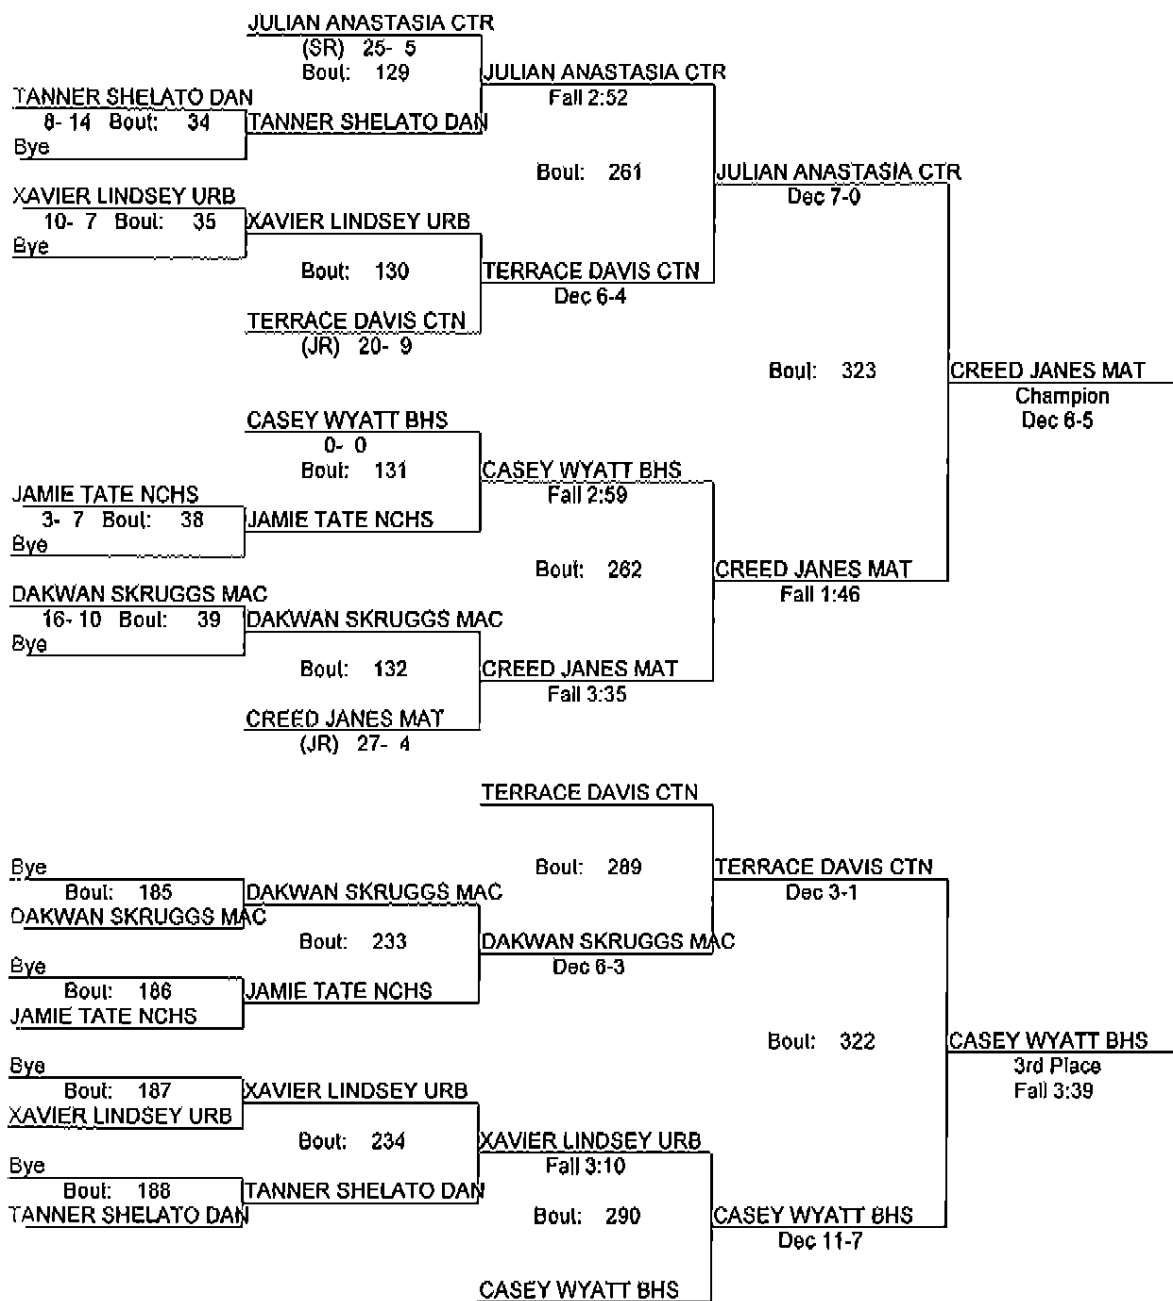 JULIAN ANASTASIA CTR
(SR) 25- 5
Bout: 129
JULIAN ANASTASIA CTR
Fall 2:52
TANNER SHELATO DAN
8- 14 Bout: 34
TANNER SHELATO DAN
Bye
Bout: 261
JULIAN ANASTASIA CTR
Dec 7-0
XAVIER LINDSEY URB
10- 7 Bout: 35
XAVIER LINDSEY URB
Bye
Bout: 130
TERRACE DAVIS CTN
Dec 6-4
TERRACE DAVIS CTN
(JR) 20- 9
Bout: 323
CREED JANES MAT
Champion
Dec 6-5
CASEY WYATT BHS
0- 0
Bout: 131
CASEY WYATT BHS
Fall 2:59
JAMIE TATE NCHS
3- 7 Bout: 38
JAMIE TATE NCHS
Bye
Bout: 262
CREED JANES MAT
Fall 1:46
DAKWAN SKRUGGS MAC
16- 10 Bout: 39
DAKWAN SKRUGGS MAC
Bye
Bout: 132
CREED JANES MAT
Fall 3:35
CREED JANES MAT
(JR) 27- 4
TERRACE DAVIS CTN
Bout: 289
TERRACE DAVIS CTN
Dec 3-1
Bye
Bout: 185
DAKWAN SKRUGGS MAC
DAKWAN SKRUGGS MAC
Bout: 233
DAKWAN SKRUGGS MAC
Dec 6-3
Bye
Bout: 186
JAMIE TATE NCHS
JAMIE TATE NCHS
Bout: 322
CASEY WYATT BHS
3rd Place
Fall 3:39
Bye
Bout: 187
XAVIER LINDSEY URB
XAVIER LINDSEY URB
Bout: 234
XAVIER LINDSEY URB
Fall 3:10
Bye
Bout: 188
TANNER SHELATO DAN
TANNER SHELATO DAN
Bout: 290
CASEY WYATT BHS
Dec 11-7
CASEY WYATT BHS